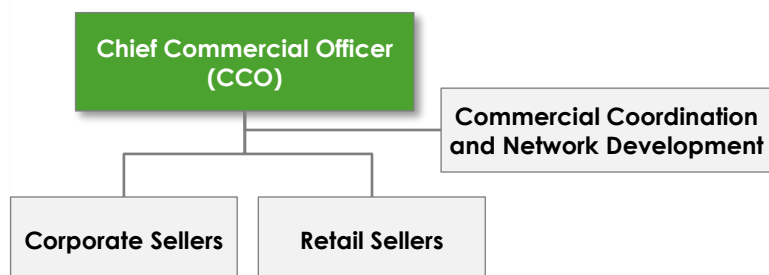 Chief Commercial Officer
(CCO)
Commercial Coordination
and Network Development
Corporate Sellers
Retail Sellers